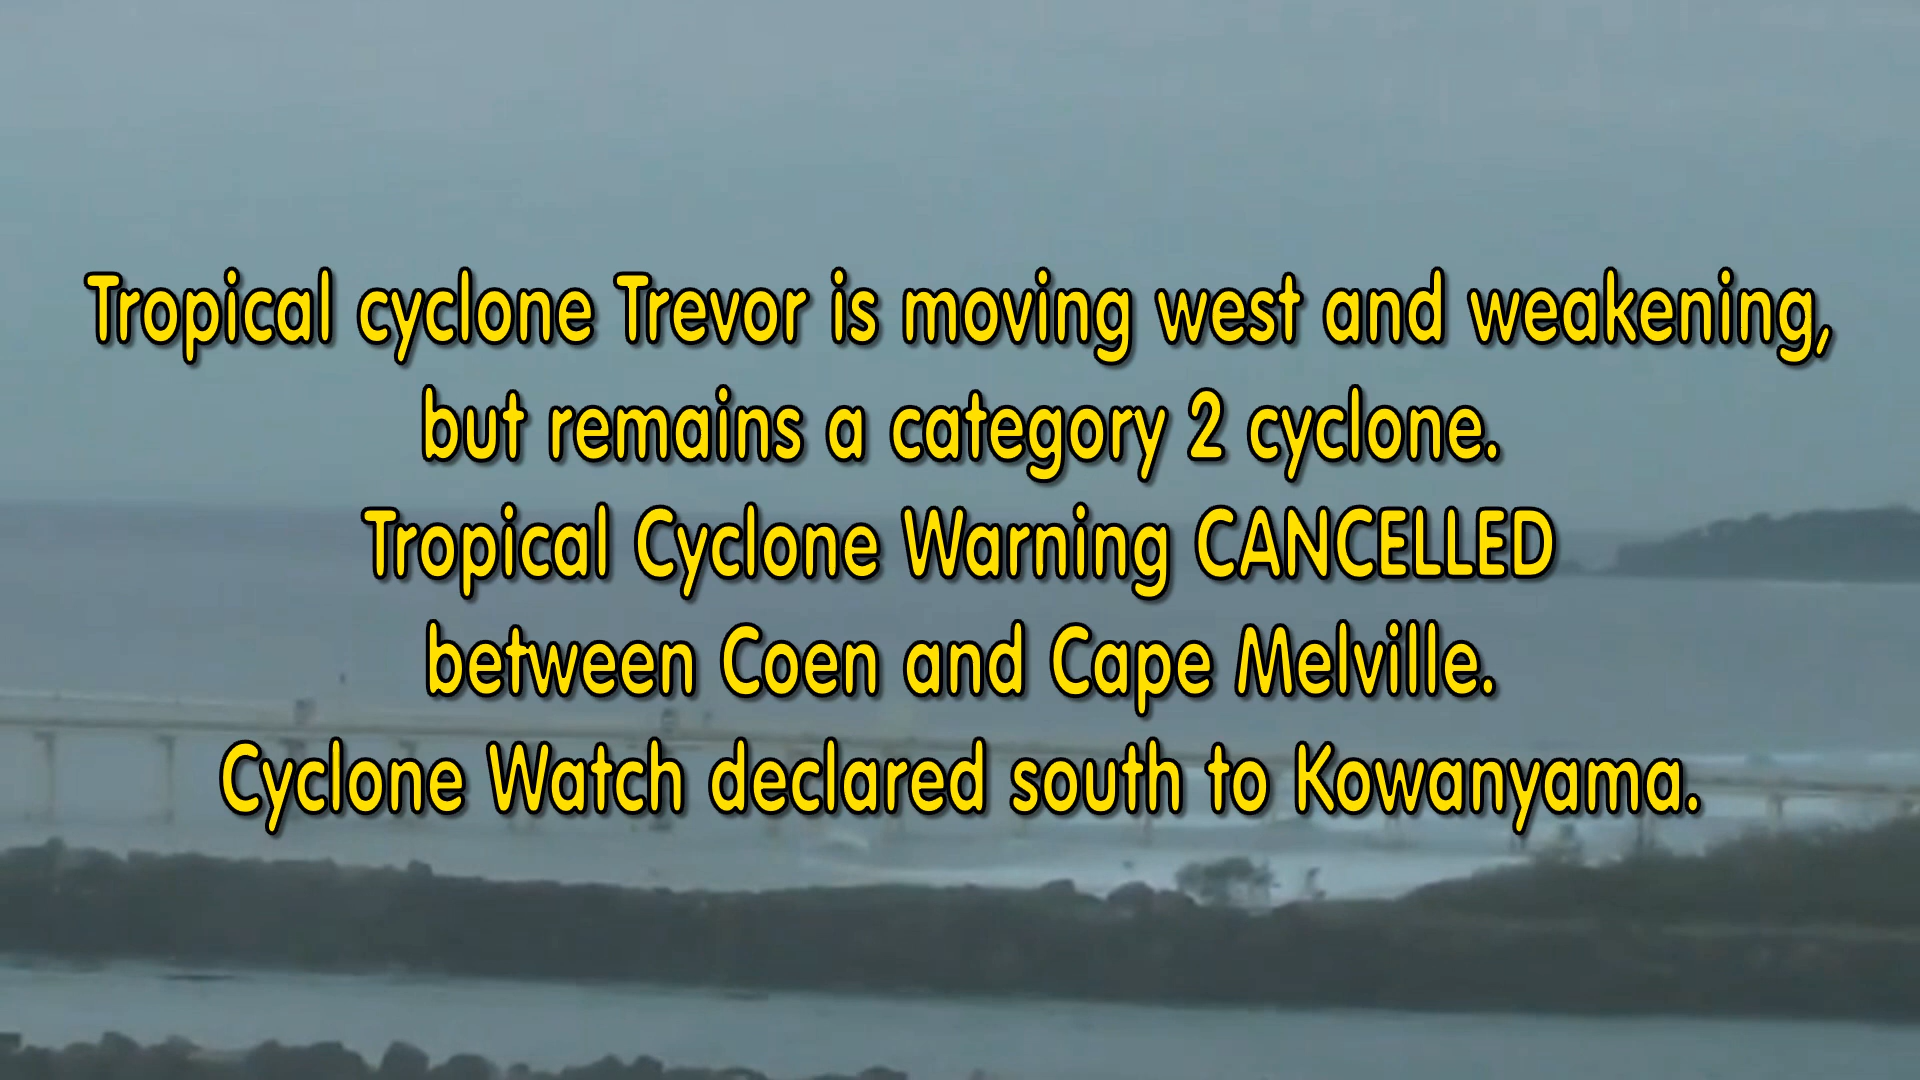 Tropical cyclone Trevor is moving west and weakening,
but remains a category 2 cyclone.
Tropical Cyclone Warning CANCELLED
between Coen and Cape Melville.
Cyclone Watch declared south to Kowanyama.